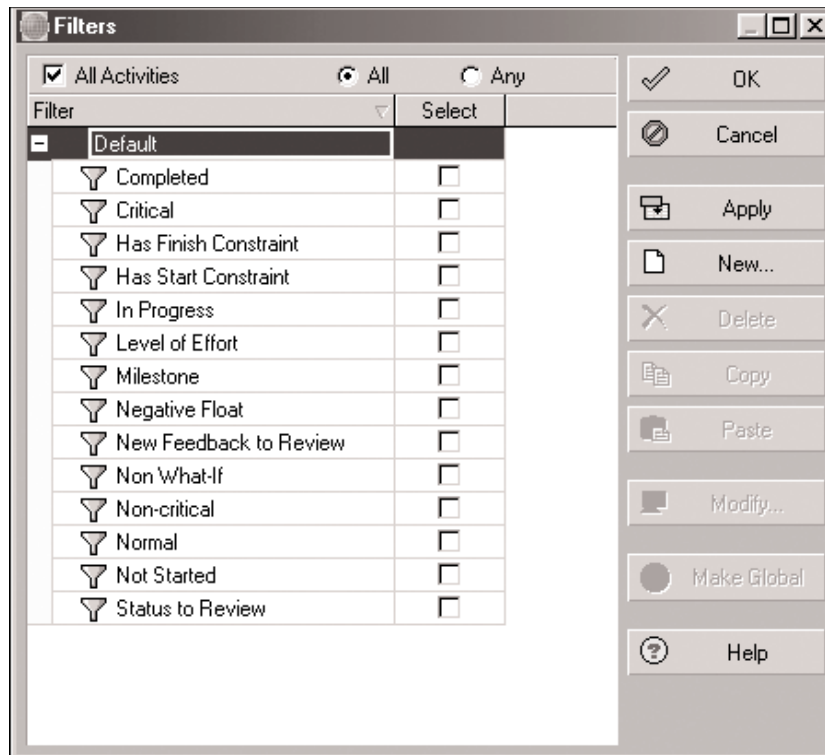 Filters
All Activities All Any
Filter Select
Default
Completed
Critical
Has Finish Constraint
Has Start Constraint
In Progress
Level of Effort
Milestone
Negative Float
New Feedback to Review
Non What-If
Non-critical
Normal
Not Started
Status to Review
OK
Cancel
Apply
New...
Delete
Copy
Paste
Modify...
Make Global
Help